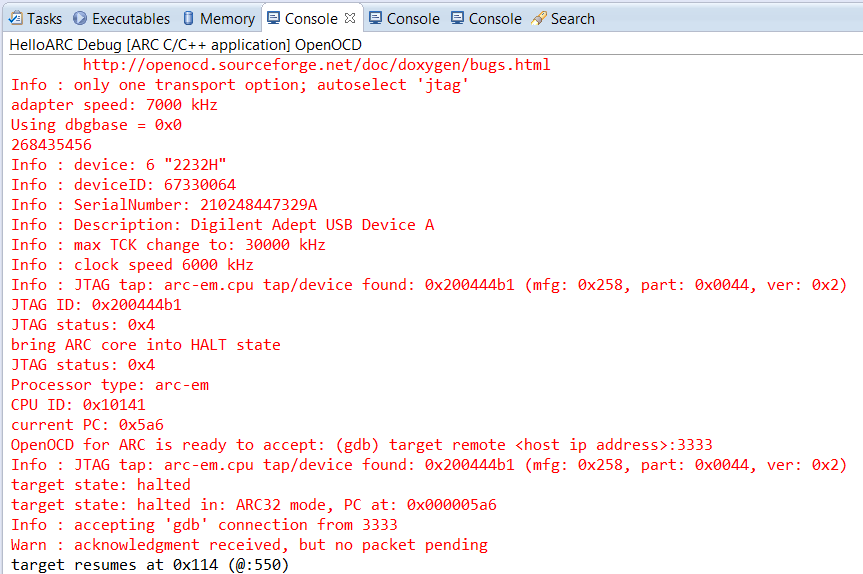 Tasks Executables Memory Console Console Console Search
HelloARC Debug [ARC C/C++ application] OpenOCD
http://openocd.sourceforge.net/doc/doxygen/bugs.html
Info : only one transport option; autoselect 'jtag'
adapter speed: 7000 kHz
Using dbgbase = 0x0
268435456
Info : device: 6 "2232H"
Info : deviceID: 67330064
Info : SerialNumber: 210248447329A
Info : Description: Digilent Adept USB Device A
Info : max TCK change to: 30000 kHz
Info : clock speed 6000 kHz
Info : JTAG tap: arc-em.cpu tap/device found: 0x200444b1 (mfg: 0x258, part: 0x0044, ver: 0x2)
JTAG ID: 0x200444b1
JTAG status: 0x4
bring ARC core into HALT state
JTAG status: 0x4
Processor type: arc-em
CPU ID: 0x10141
current PC: 0x5a6
OpenOCD for ARC is ready to accept: (gdb) target remote <host ip address>:3333
Info : JTAG tap: arc-em.cpu tap/device found: 0x200444b1 (mfg: 0x258, part: 0x0044, ver: 0x2)
target state: halted
target state: halted in: ARC32 mode, PC at: 0x000005a6
Info : accepting 'gdb' connection from 3333
Warn : acknowledgment received, but no packet pending
target resumes at 0x114 (@:550)